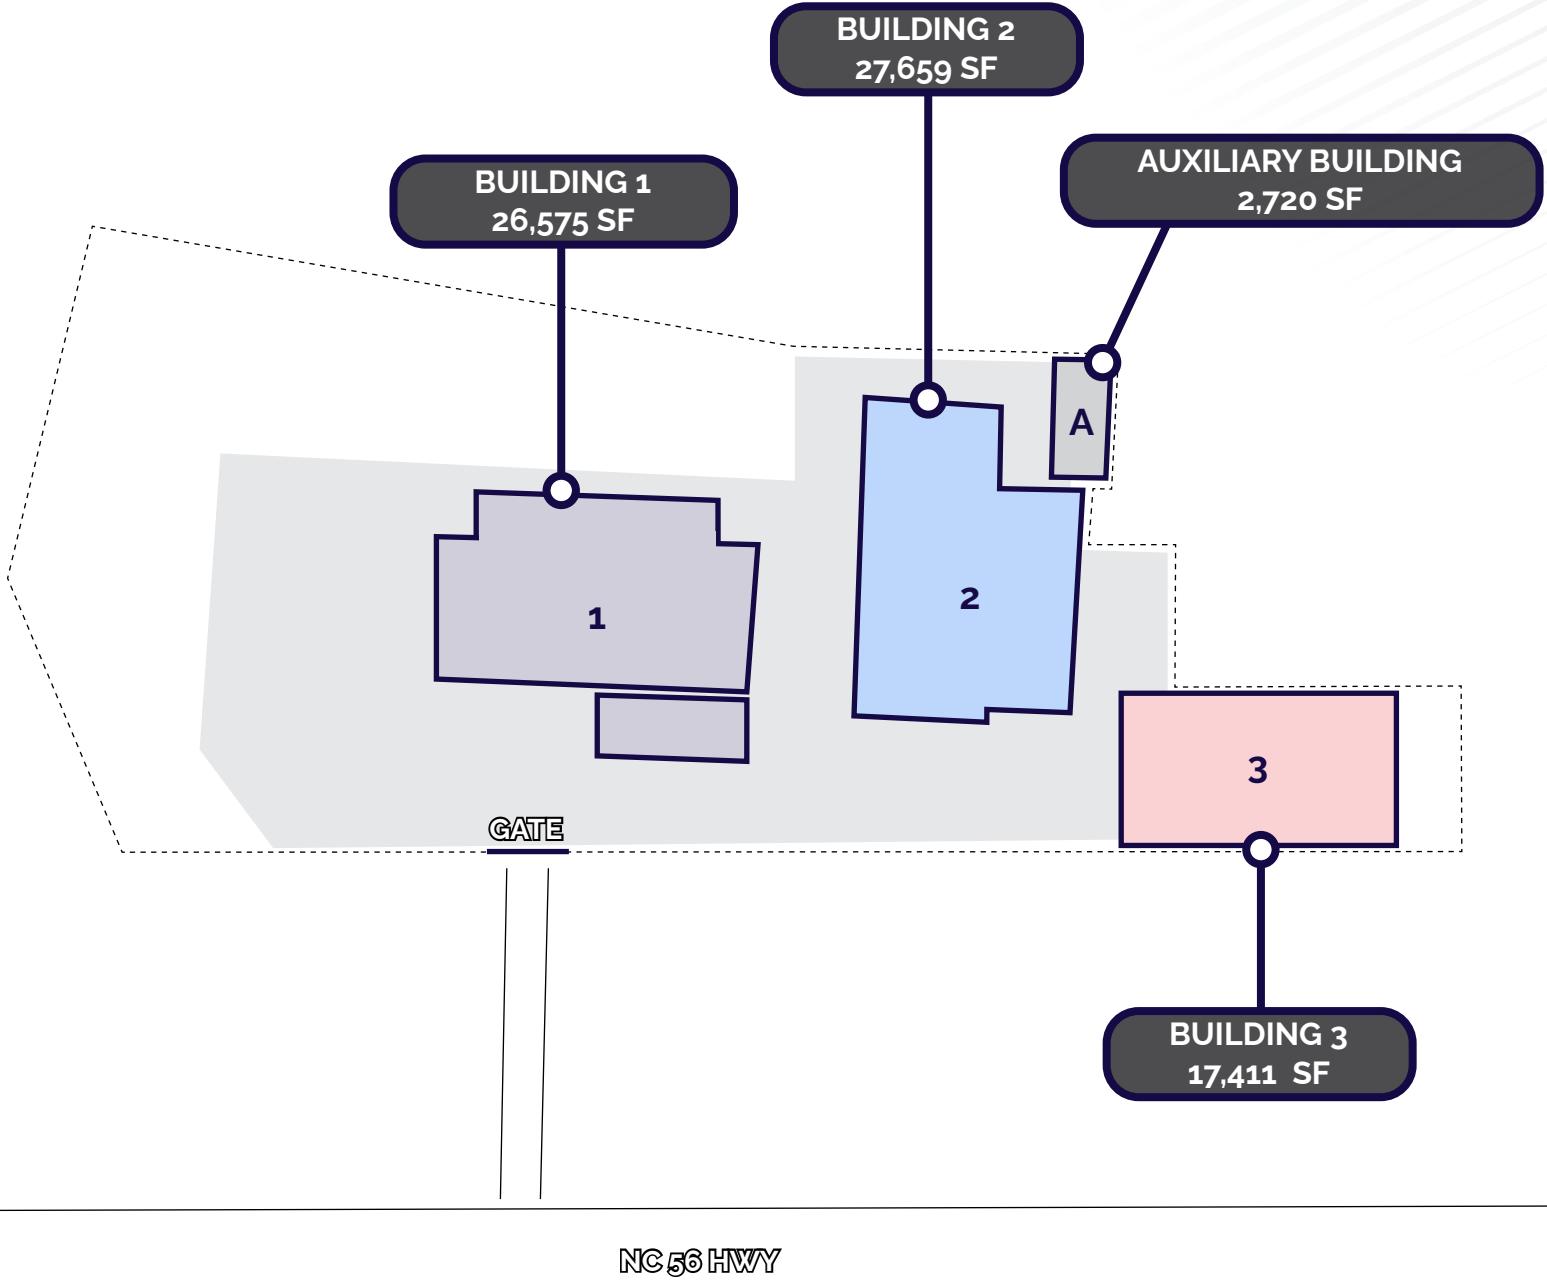 BUILDING 2
27,659 SF
AUXILIARY BUILDING
2,720 SF
BUILDING 1
26,575 SF
A
2
1
3
GATE
BUILDING 3
17,411 SF
NC 56 HWY